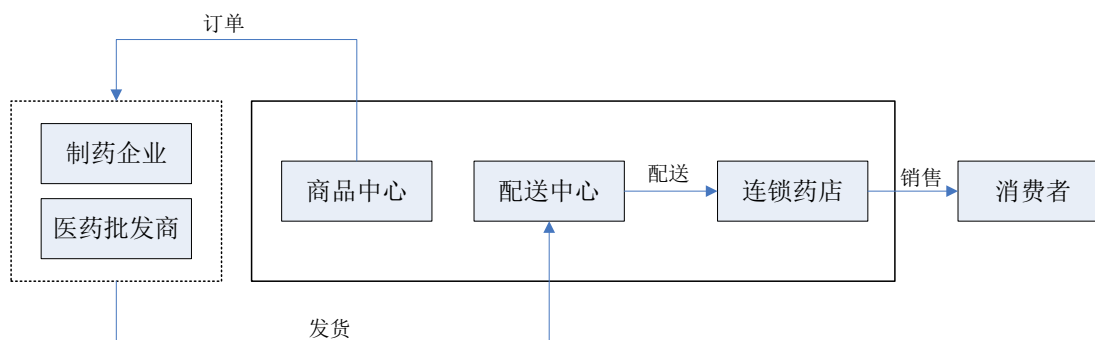 订单
制药企业
医药批发商
商品中心
配送中心
配送
连锁药店
销售
消费者
发货